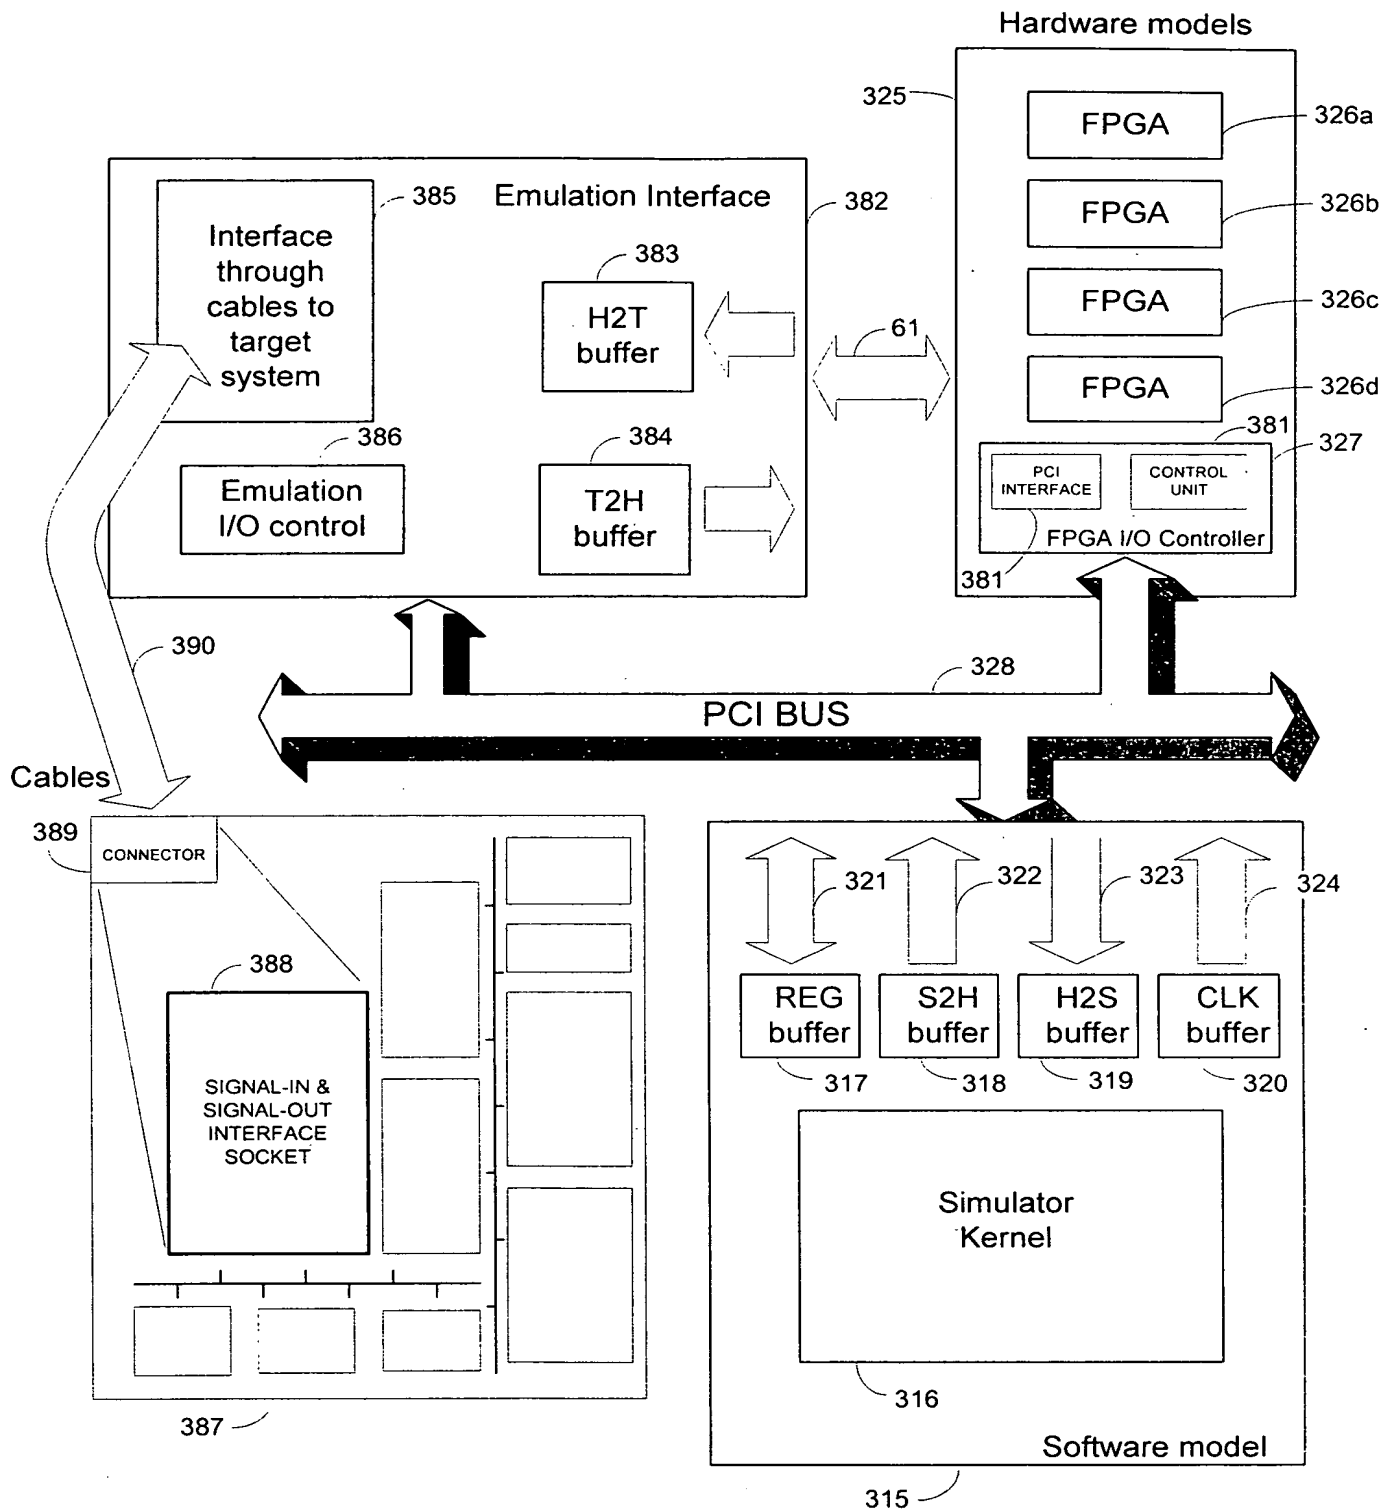 Hardware models
325
FPGA
326a
FPGA
326b
FPGA
326c
FPGA
326d
381
327
PCI
INTERFACE
CONTROL
UNIT
FPGA I/O Controller
381
385
Emulation Interface
382
Interface
through
cables to
target
system
383
H2T
buffer
61
386
Emulation
I/O control
384
T2H
buffer
390
328
PCI BUS
Cables
389
CONNECTOR
388
SIGNAL-IN &
SIGNAL-OUT
INTERFACE
SOCKET
387
321
322
323
324
REG
buffer
S2H
buffer
H2S
buffer
CLK
buffer
317
318
319
320
Simulator
Kernel
316
Software model
315